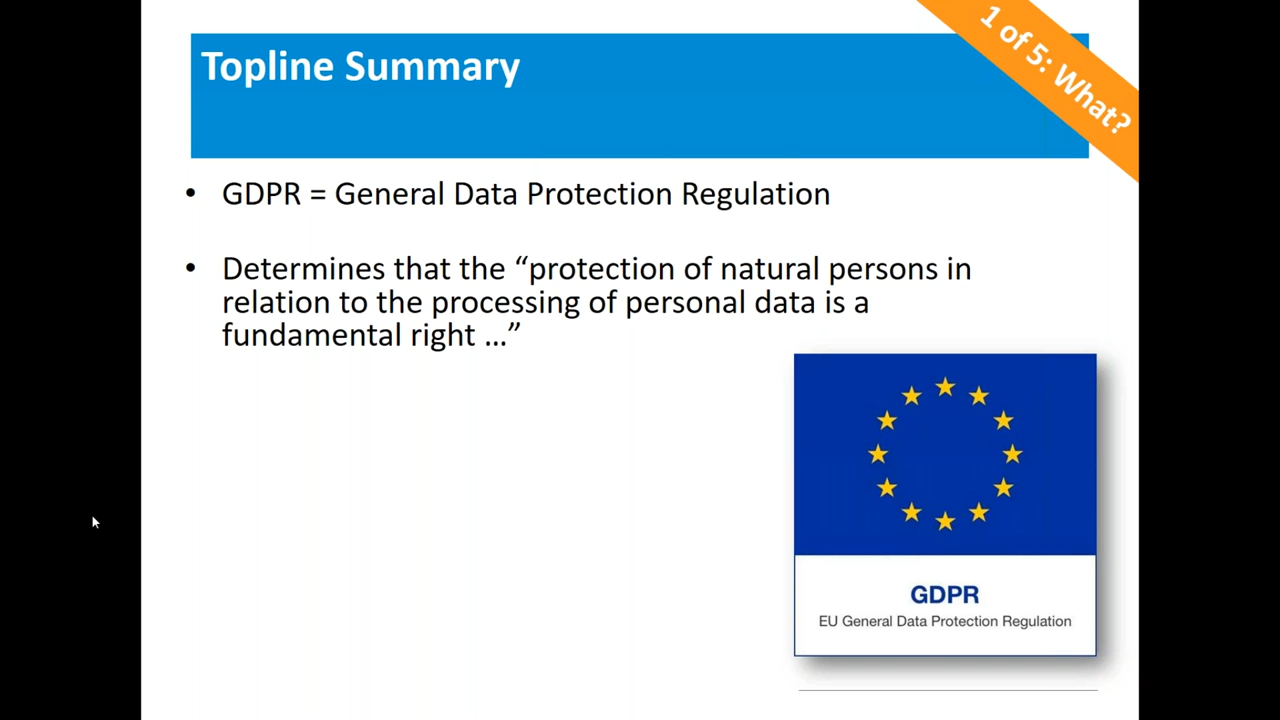 Topline Summary
1 of 5: What?
• GDPR = General Data Protection Regulation
• Determines that the “protection of natural persons in
relation to the processing of personal data is a
fundamental right ...”
GDPR
EU General Data Protection Regulation